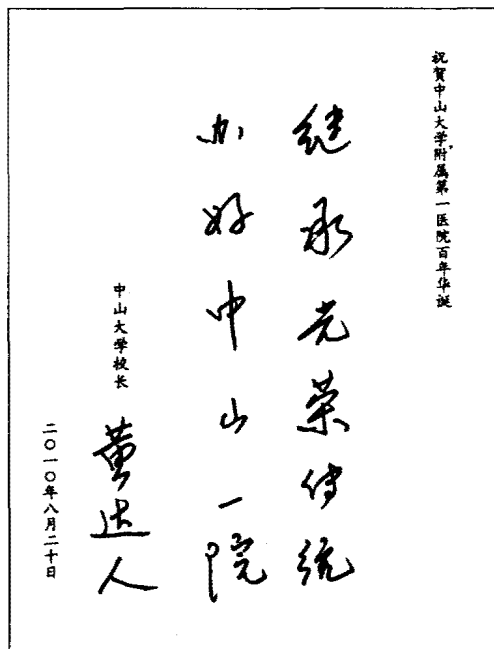 祝賀中山大学附属第一医院百年华诞
继承光荣传统
办好中山一院
中山大学校长
黄达人
二〇一〇年八月二十日